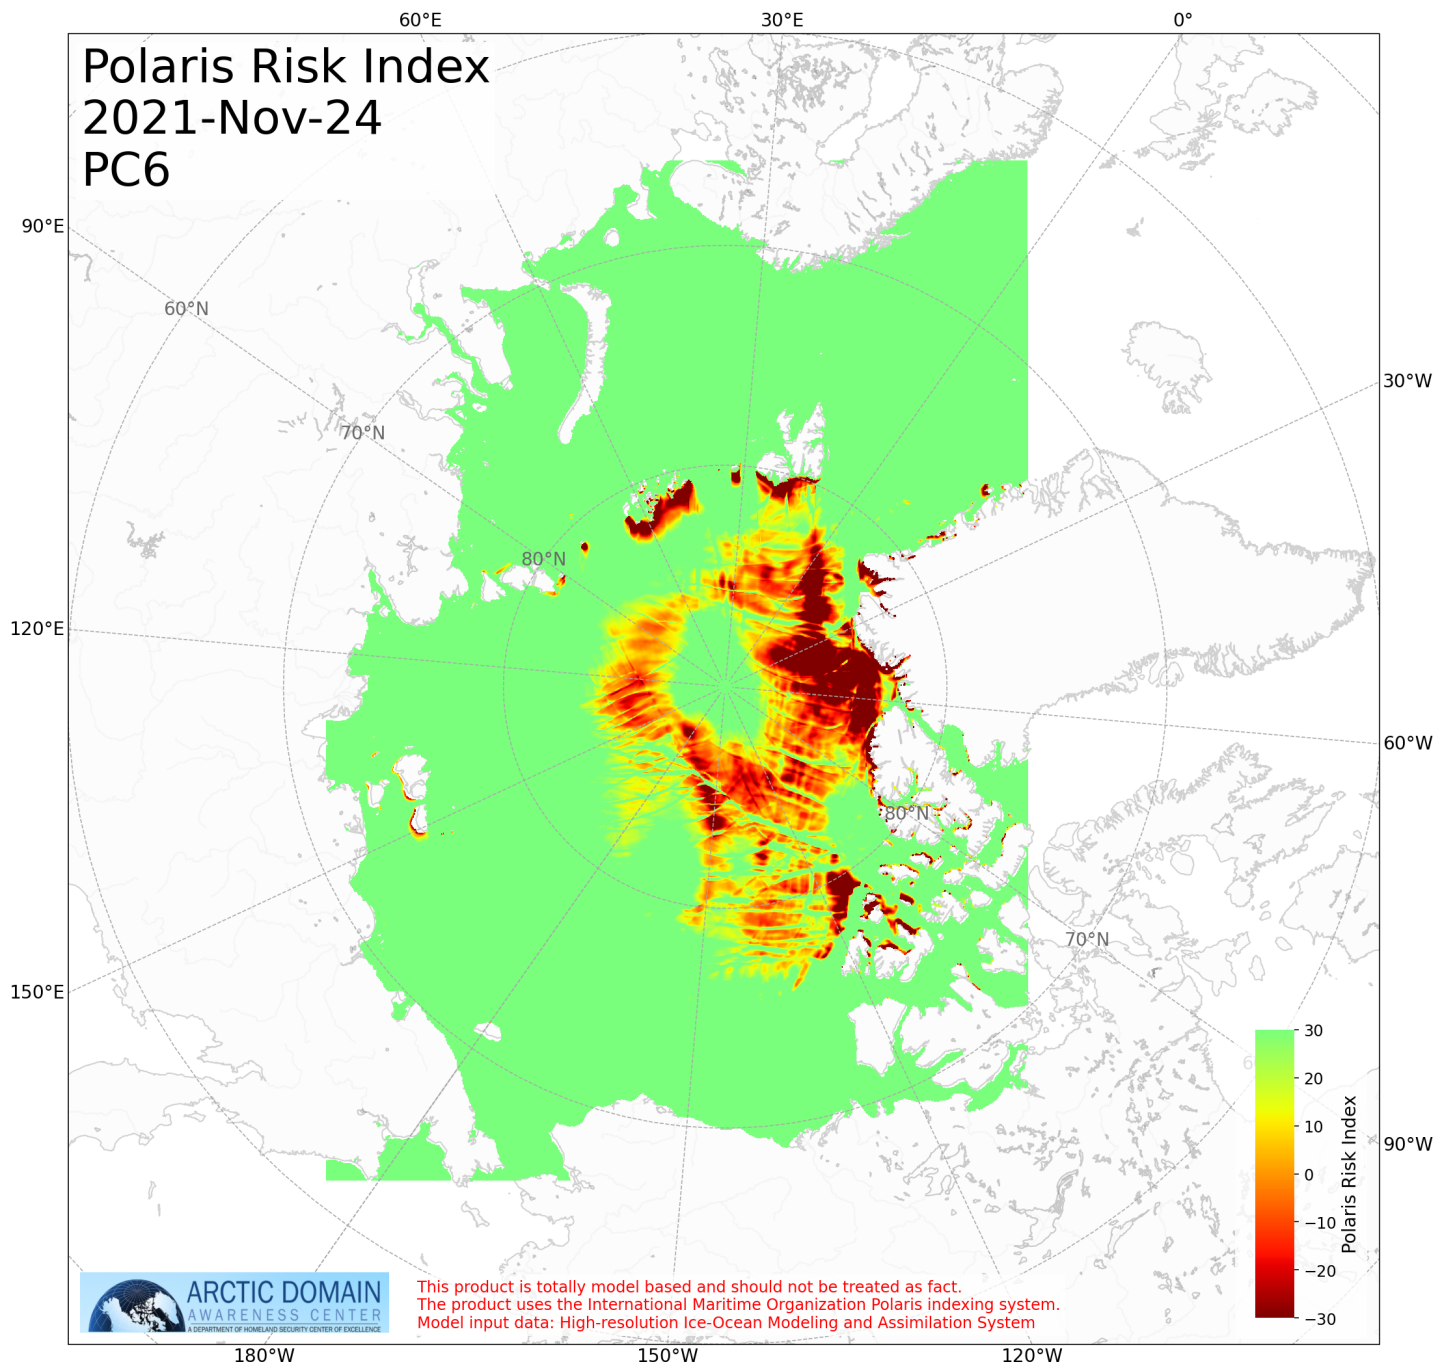 60°E
30°E
0°
Polaris Risk Index
2021-Nov-24
PC6
90°E
60°N
30°W
70°N
80°N
120°E
60°W
80°N
70°N
150°E
30
20
10
0
−10
−20
−30
Polaris Risk Index
90°W
ARCTIC DOMAIN
AWARENESS CENTER
A DEPARTMENT OF HOMELAND SECURITY CENTER OF EXCELLENCE
This product is totally model based and should not be treated as fact.
The product uses the International Maritime Organization Polaris indexing system.
Model input data: High-resolution Ice-Ocean Modeling and Assimilation System
180°W
150°W
120°W